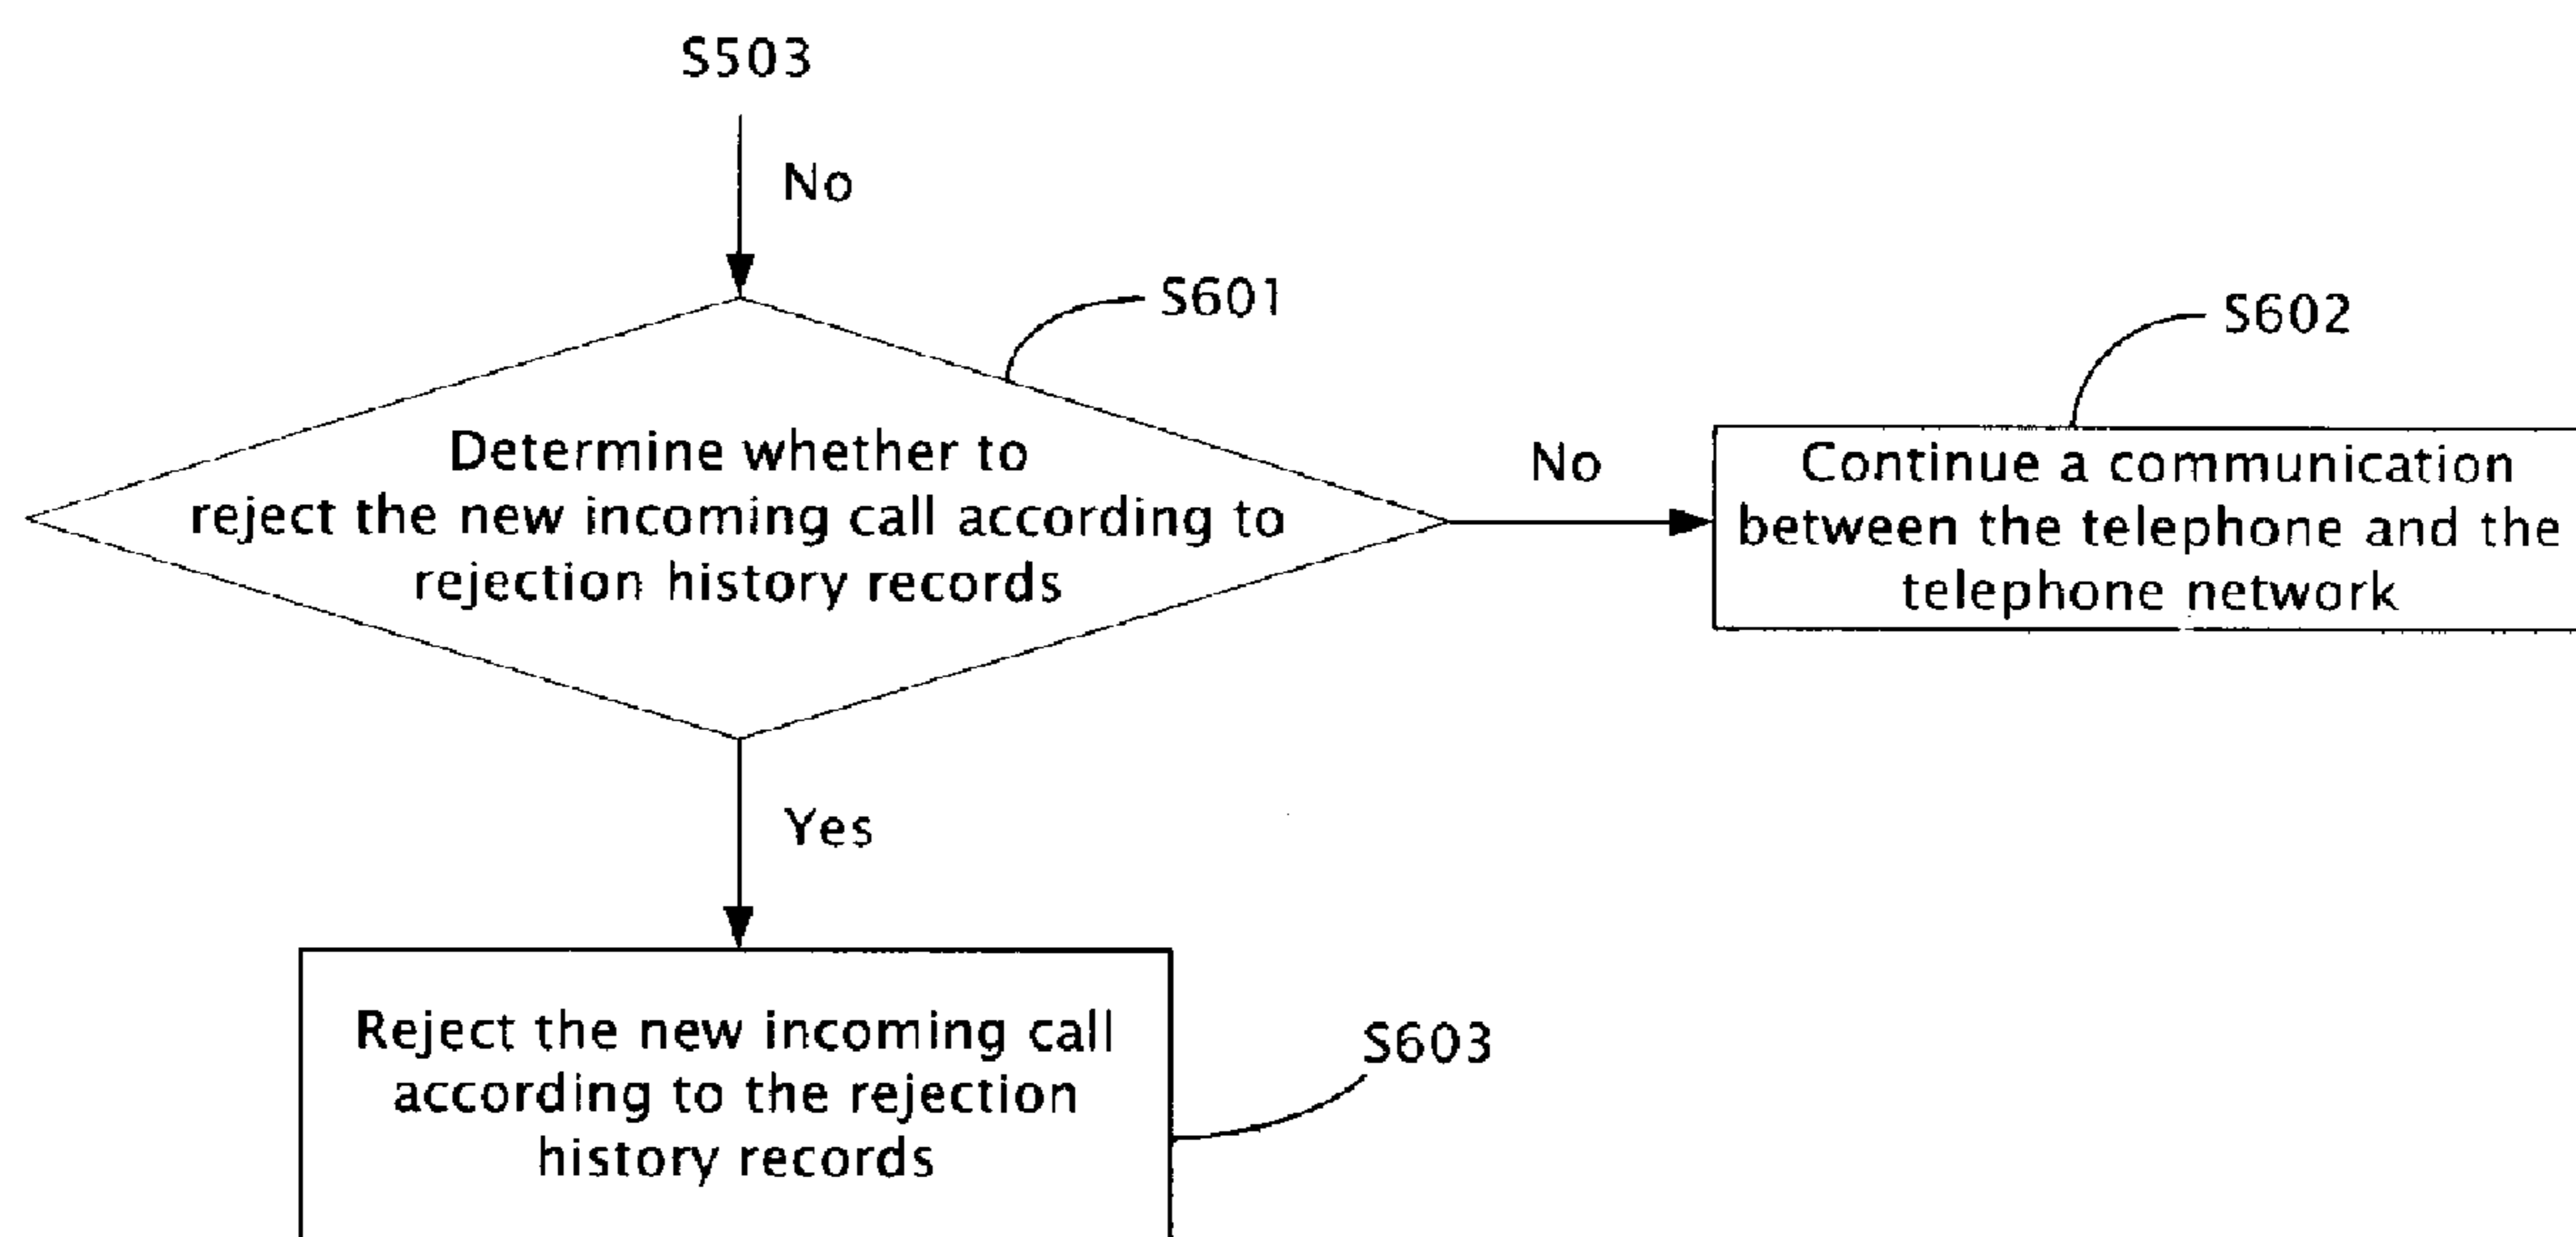 S503
No
S601
S602
Determine whether to
reject the new incoming call according to
rejection history records
No
Continue a communication
between the telephone and the
telephone network
Yes
Reject the new incoming call
according to the rejection
history records
S603